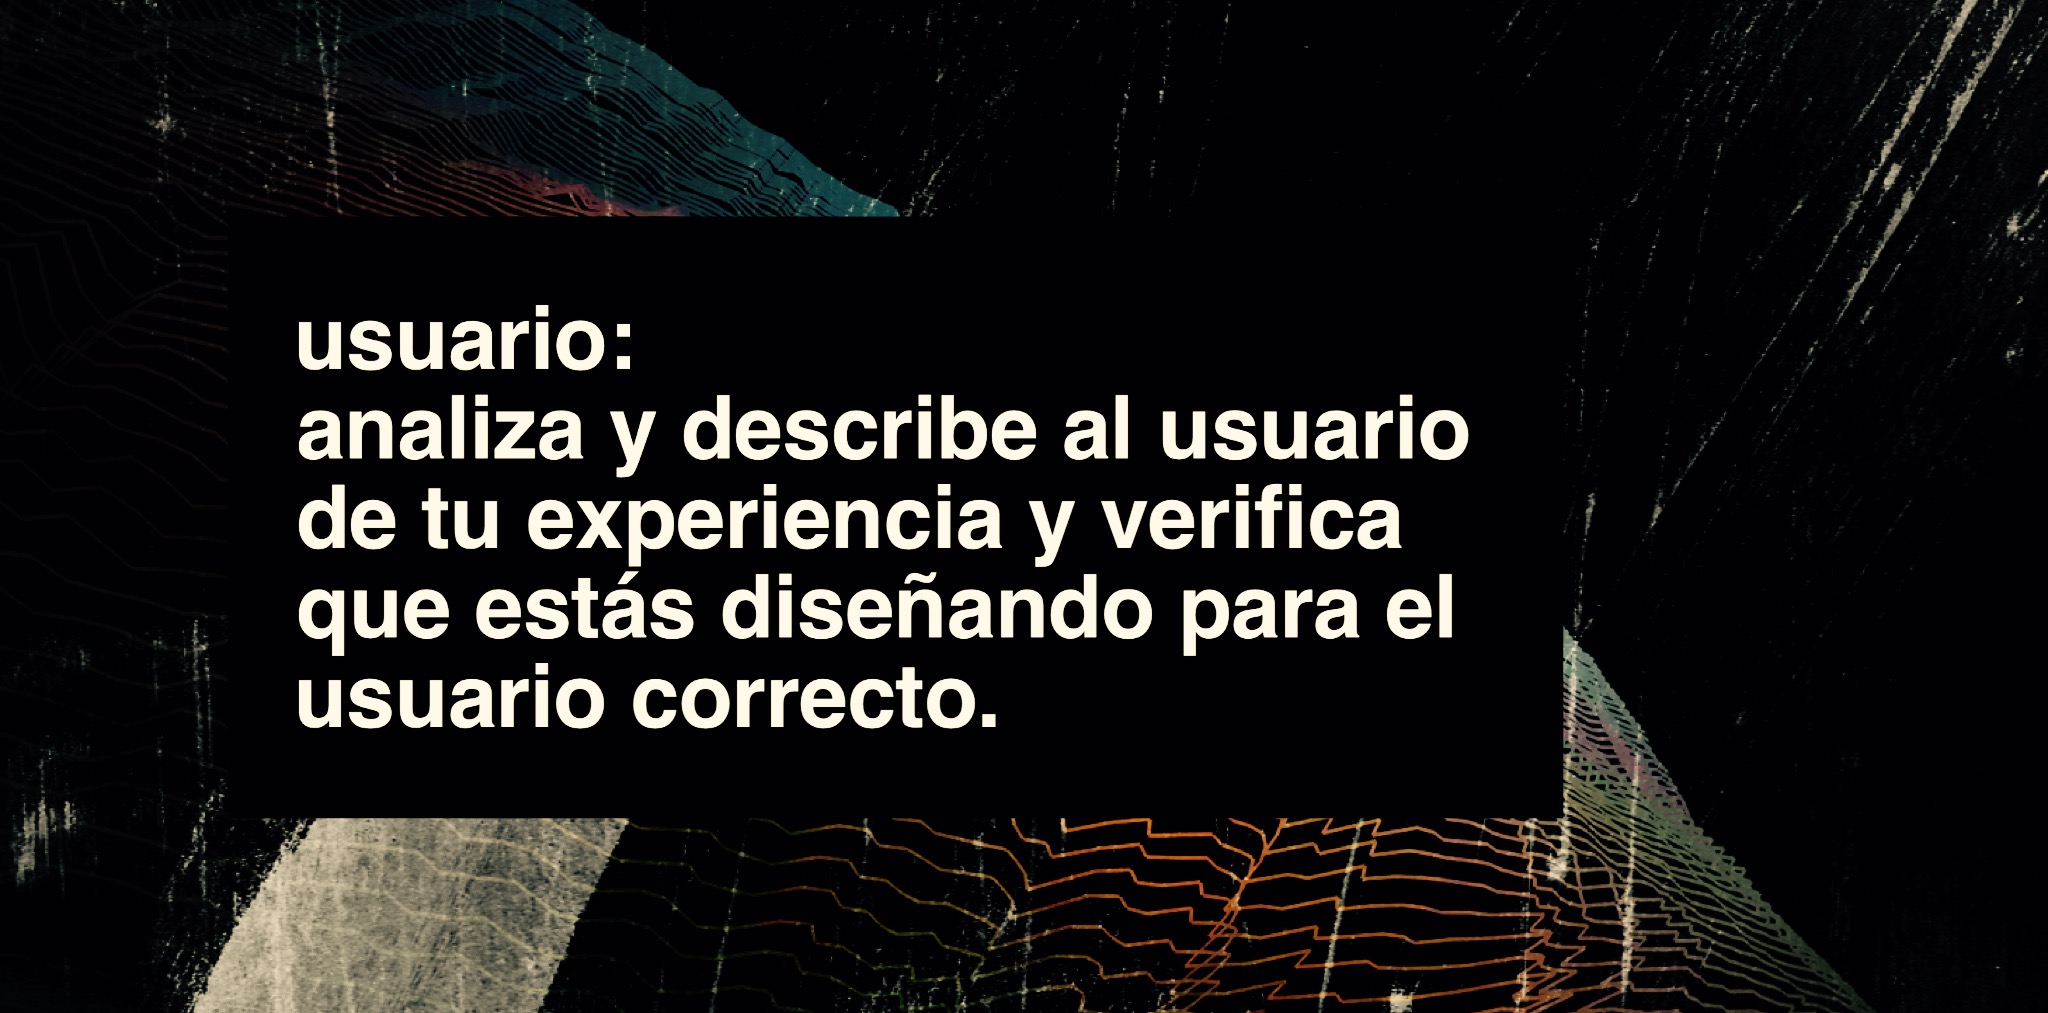 usuario:
analiza y describe al usuario
de tu experiencia y verifica
que estás diseñando para el
usuario correcto.